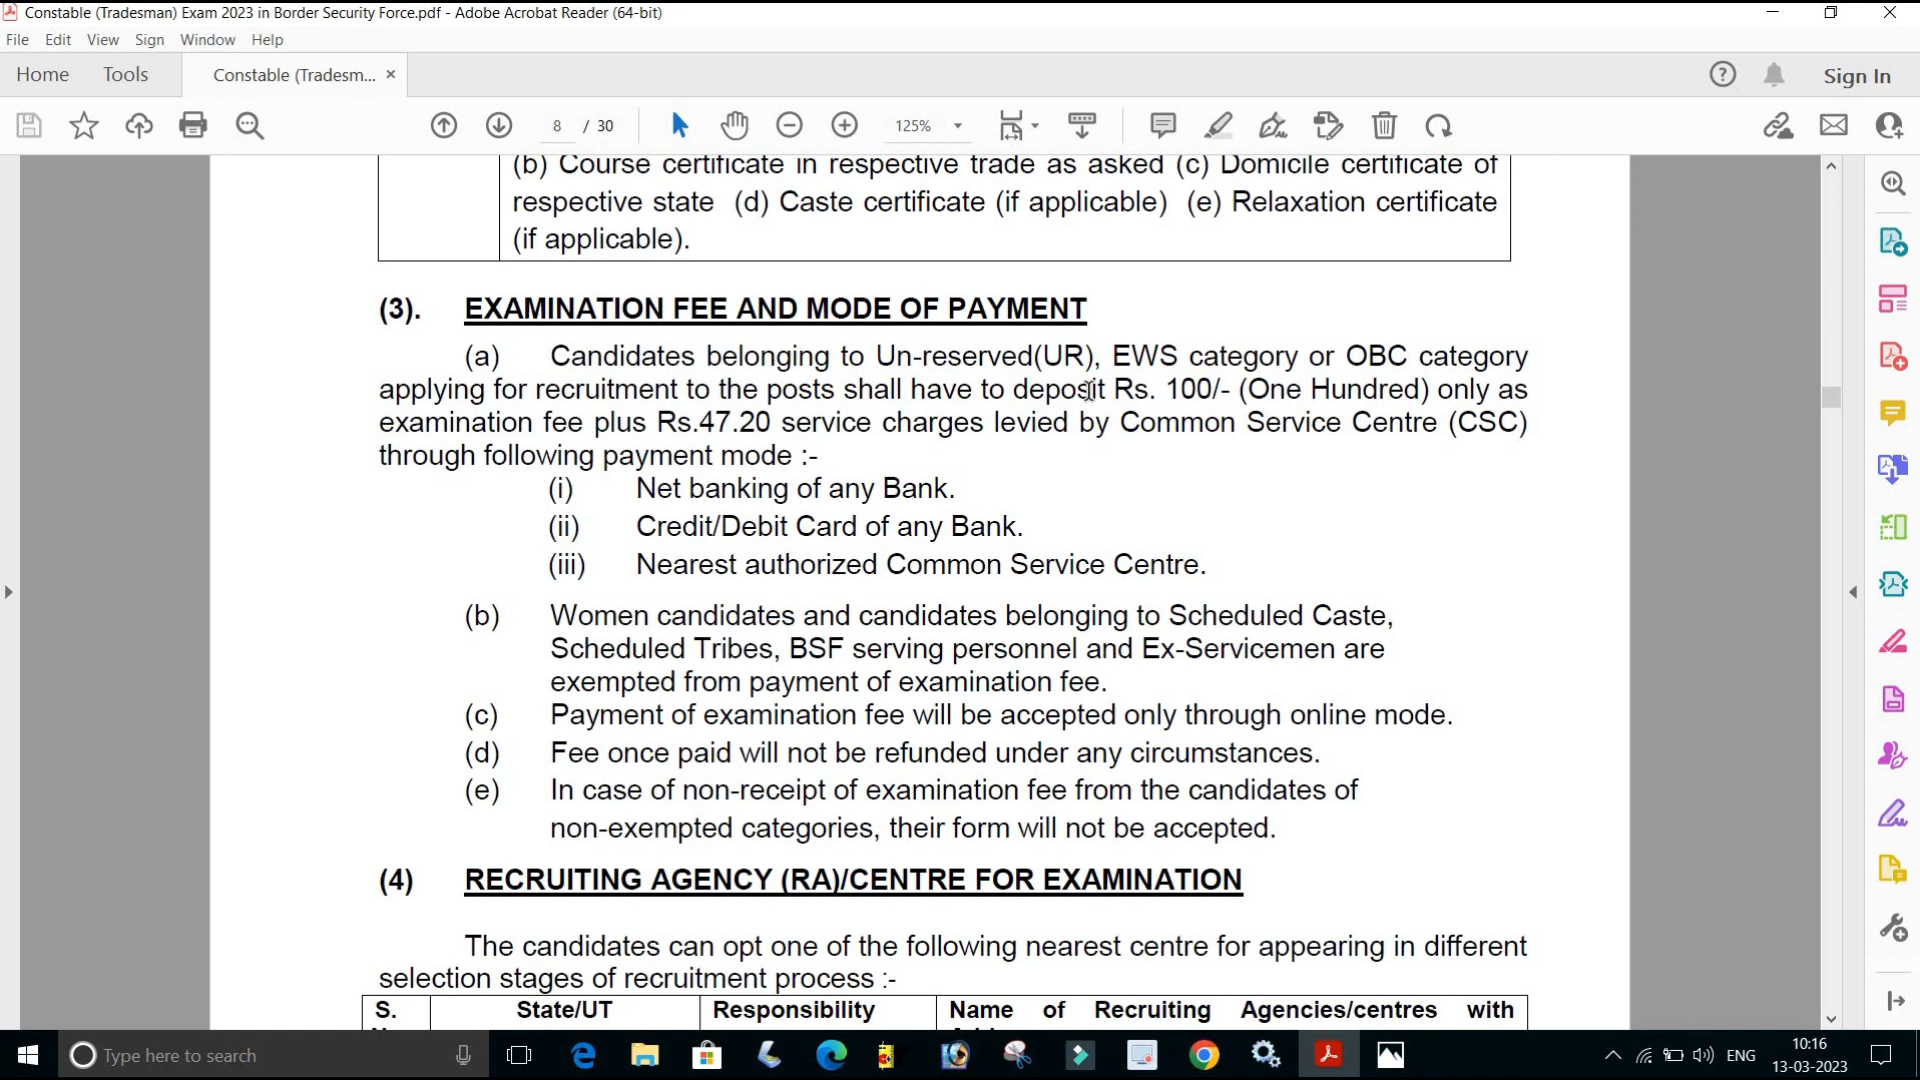 Constable (Tradesman) Exam 2023 in Border Security Force.pdf - Adobe Acrobat Reader (64-bit)
File Edit View Sign Window Help
Home Tools Constable (Tradesm... × Sign In
8 / 30 125%
(b) Course certificate in respective trade as asked (c) Domicile certificate of
respective state (d) Caste certificate (if applicable) (e) Relaxation certificate
(if applicable).
(3). EXAMINATION FEE AND MODE OF PAYMENT
(a) Candidates belonging to Un-reserved(UR), EWS category or OBC category
applying for recruitment to the posts shall have to deposit Rs. 100/- (One Hundred) only as
examination fee plus Rs.47.20 service charges levied by Common Service Centre (CSC)
through following payment mode :-
(i) Net banking of any Bank.
(ii) Credit/Debit Card of any Bank.
(iii) Nearest authorized Common Service Centre.
(b) Women candidates and candidates belonging to Scheduled Caste,
Scheduled Tribes, BSF serving personnel and Ex-Servicemen are
exempted from payment of examination fee.
(c) Payment of examination fee will be accepted only through online mode.
(d) Fee once paid will not be refunded under any circumstances.
(e) In case of non-receipt of examination fee from the candidates of
non-exempted categories, their form will not be accepted.
(4) RECRUITING AGENCY (RA)/CENTRE FOR EXAMINATION
The candidates can opt one of the following nearest centre for appearing in different
selection stages of recruitment process :-
S. State/UT Responsibility Name of Recruiting Agencies/centres with
Type here to search ENG 10:16
13-03-2023